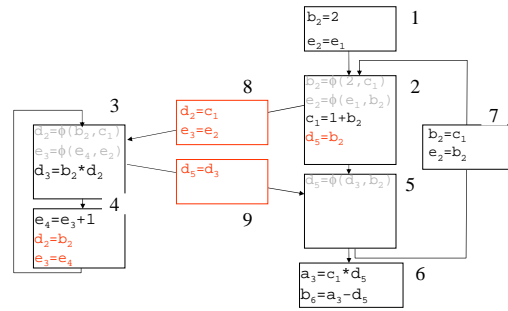 1
b₂=2
e₂=e₁
2
b₂=ϕ(2,c₁)
e₂=ϕ(e₁,b₂)
c₁=1+b₂
d₅=b₂
8
d₂=c₁
e₃=e₂
3
d₂=ϕ(b₂,c₁)
e₃=ϕ(e₄,e₂)
d₃=b₂*d₂
7
b₂=c₁
e₂=b₂
9
d₅=d₃
5
d₅=ϕ(d₃,b₂)
4
e₄=e₃+1
d₂=b₂
e₃=e₄
6
a₃=c₁*d₅
b₆=a₃-d₅